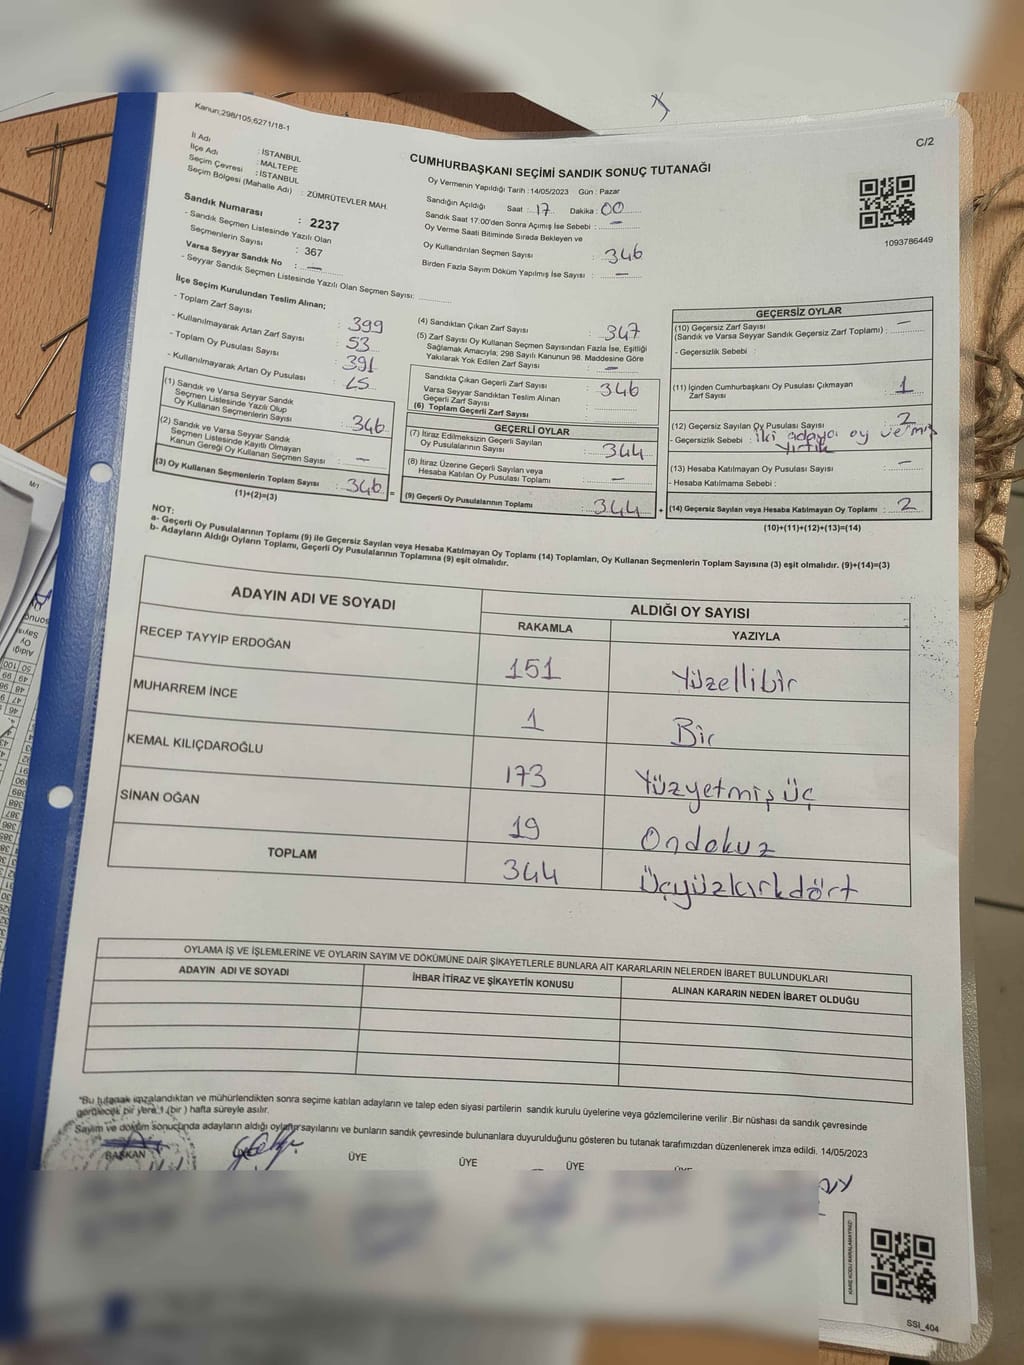 Kanun:298/105,6271/18-1
C/2
İl Adı : İSTANBUL
İlçe Adı : MALTEPE
Seçim Çevresi : İSTANBUL
Seçim Bölgesi (Mahalle Adı) : ZÜMRÜTEVLER MAH.
CUMHURBAŞKANI SEÇİMİ SANDIK SONUÇ TUTANAĞI
Oy Vermenin Yapıldığı Tarih : 14/05/2023 Gün : Pazar
Sandığın Açıldığı Saat : 17 Dakika : 00
Sandık Saat 17:00'den Sonra Açımış İse Sebebi : —
Oy Verme Saati Bitiminde Sırada Bekleyen ve
Oy Kullandırılan Seçmen Sayısı : 346
Birden Fazla Sayım Döküm Yapılmış İse Sayısı : —
1093786449
Sandık Numarası : 2237
- Sandık Seçmen Listesinde Yazılı Olan
Seçmenlerin Sayısı : 367
Varsa Seyyar Sandık No : —
- Seyyar Sandık Seçmen Listesinde Yazılı Olan Seçmen Sayısı:
İlçe Seçim Kurulundan Teslim Alınan;
- Toplam Zarf Sayısı : 399
- Kullanılmayarak Artan Zarf Sayısı : 53
- Toplam Oy Pusulası Sayısı : 391
- Kullanılmayarak Artan Oy Pusulası :
(1) Sandık ve Varsa Seyyar Sandık
Seçmen Listesinde Yazılı Olup
Oy Kullanan Seçmenlerin Sayısı : 346
(2) Sandık ve Varsa Seyyar Sandık
Seçmen Listesinde Kayıtlı Olmayan
Kanun Gereği Oy Kullanan Seçmen Sayısı : —
(3) Oy Kullanan Seçmenlerin Toplam Sayısı : 346 =
(1)+(2)=(3)
(4) Sandıktan Çıkan Zarf Sayısı : 347
(5) Zarf Sayısı Oy Kullanan Seçmen Sayısından Fazla İse, Eşitliği
Sağlamak Amacıyla; 298 Sayılı Kanunun 98. Maddesine Göre
Yakılarak Yok Edilen Zarf Sayısı : —
Sandıkta Çıkan Geçerli Zarf Sayısı : 346
Varsa Seyyar Sandıktan Teslim Alınan
Geçerli Zarf Sayısı :
(6) Toplam Geçerli Zarf Sayısı :
GEÇERLİ OYLAR
(7) İtiraz Edilmeksizin Geçerli Sayılan
Oy Pusulasının Sayısı : 344
(8) İtiraz Üzerine Geçerli Sayılan veya
Hesaba Katılan Oy Pusulası Toplamı : —
(9) Geçerli Oy Pusulalarının Toplamı : 344 +
GEÇERSİZ OYLAR
(10) Geçersiz Zarf Sayısı
(Sandık ve Varsa Seyyar Sandık Geçersiz Zarf Toplamı) : —
- Geçersizlik Sebebi :
(11) İçinden Cumhurbaşkanı Oy Pusulası Çıkmayan
Zarf Sayısı : 1
(12) Geçersiz Sayılan Oy Pusulası Sayısı :
- Geçersizlik Sebebi : İki adaya oy vermiş
yırtık
(13) Hesaba Katılmayan Oy Pusulası Sayısı : —
- Hesaba Katılmama Sebebi :
(14) Geçersiz Sayılan veya Hesaba Katılmayan Oy Toplamı : 2
(10)+(11)+(12)+(13)=(14)
NOT:
a- Geçerli Oy Pusulalarının Toplamı (9) ile Geçersiz Sayılan veya Hesaba Katılmayan Oy Toplamı (14) Toplamları, Oy Kullanan Seçmenlerin Toplam Sayısına (3) eşit olmalıdır. (9)+(14)=(3)
b- Adayların Aldığı Oyların Toplamı, Geçerli Oy Pusulalarının Toplamına (9) eşit olmalıdır.
ADAYIN ADI VE SOYADI ALDIĞI OY SAYISI
RAKAMLA YAZIYLA
RECEP TAYYİP ERDOĞAN 151 Yüzellibir
MUHARREM İNCE 1 Bir
KEMAL KILIÇDAROĞLU 173 Yüzyetmişüç
SİNAN OĞAN 19 Ondokuz
TOPLAM 344 Üçyüzkırkdört
OYLAMA İŞ VE İŞLEMLERİNE VE OYLARIN SAYIM VE DÖKÜMÜNE DAİR ŞİKAYETLERLE BUNLARA AİT KARARLARIN NELERDEN İBARET BULUNDUKLARI
ADAYIN ADI VE SOYADI İHBAR İTİRAZ VE ŞİKAYETİN KONUSU ALINAN KARARIN NEDEN İBARET OLDUĞU
"Bu tutanak imzalandıktan ve mühürlendikten sonra seçime katılan adayların ve talep eden siyasi partilerin sandık kurulu üyelerine veya gözlemcilerine verilir .Bir nüshası da sandık çevresinde
görülecek bir yere 1 (bir ) hafta süreyle asılır.
Sayım ve döküm sonucunda adayların aldığı oyların sayılarını ve bunların sandık çevresinde bulunanlara duyurulduğunu gösteren bu tutanak tarafımızdan düzenlenerek imza edildi. 14/05/2023
BAŞKAN ÜYE ÜYE ÜYE ÜYE
SSI_404